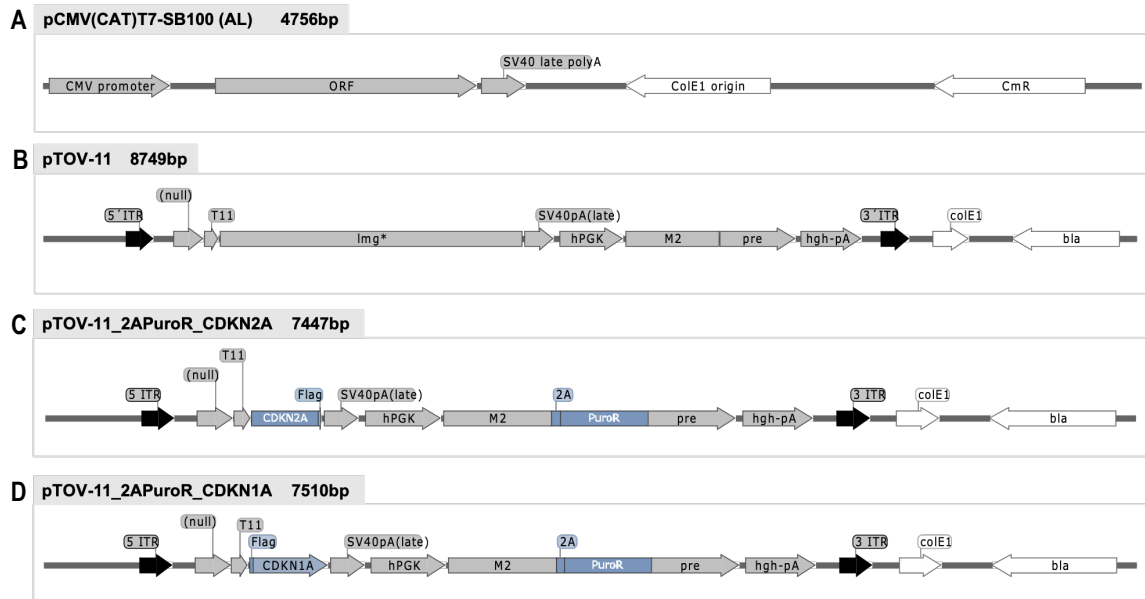 A pCMV(CAT)T7-SB100 (AL) 4756bp
SV40 late polyA
CMV promoter ORF ColE1 origin CmR
B pTOV-11 8749bp
(null)
5´ITR T11 SV40pA(late) 3´ITR colE1
lmg* hPGK M2 pre hgh-pA bla
C pTOV-11_2APuroR_CDKN2A 7447bp
T11
(null)
5 ITR Flag SV40pA(late) 2A 3 ITR colE1
CDKN2A hPGK M2 PuroR pre hgh-pA bla
D pTOV-11_2APuroR_CDKN1A 7510bp
(null) T11
5 ITR Flag SV40pA(late) 2A 3 ITR colE1
CDKN1A hPGK M2 PuroR pre hgh-pA bla